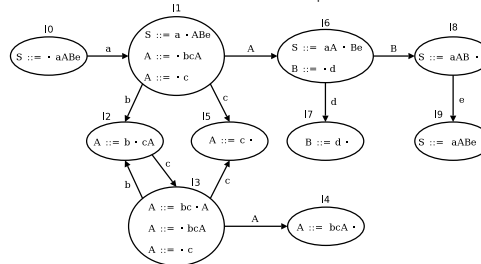 I0
S ::= · aABe
a
I1
S ::= a · ABe
A ::= · bcA
A ::= · c
A
I6
S ::= aA · Be
B ::= · d
B
I8
S ::= aAB ·
b
c
d
e
I2
A ::= b · cA
I5
A ::= c ·
I7
B ::= d ·
I9
S ::= aABe
c
b
c
I3
A ::= bc · A
A ::= · bcA
A ::= · c
A
I4
A ::= bcA ·